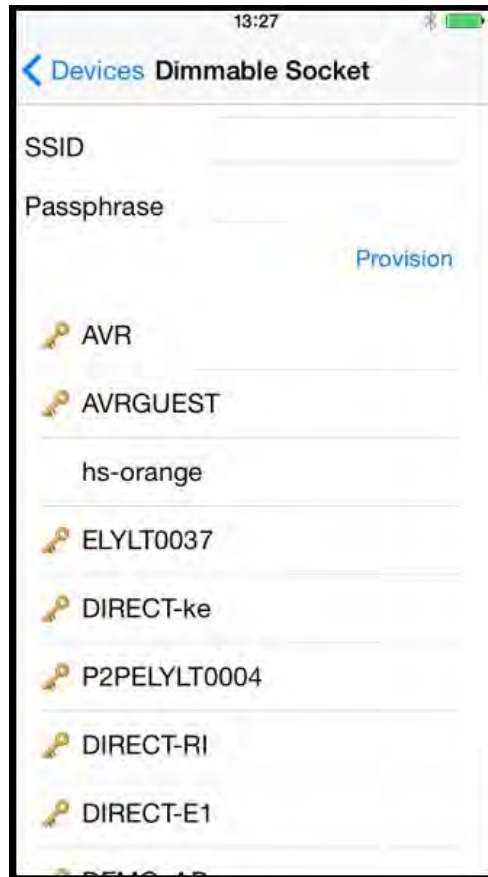 13:27
Devices Dimmable Socket
SSID
Passphrase
Provision
AVR
AVRGUEST
hs-orange
ELYLT0037
DIRECT-ke
P2PELYLT0004
DIRECT-RI
DIRECT-E1